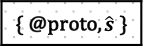 { @proto, ŝ }